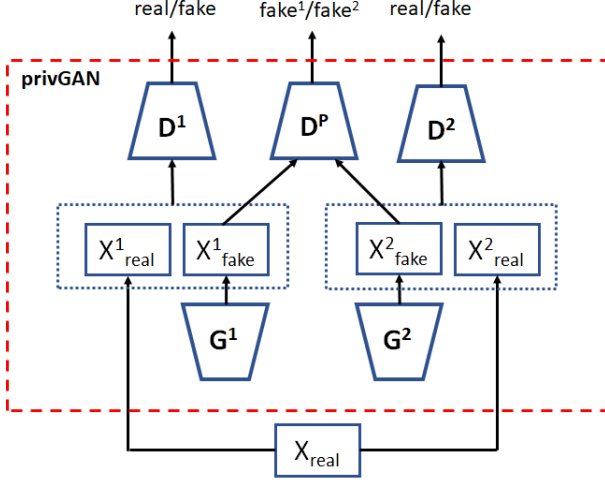 real/fake fake¹/fake² real/fake
privGAN
D¹ Dᴾ D²
X¹real X¹fake X²fake X²real
G¹ G²
Xreal